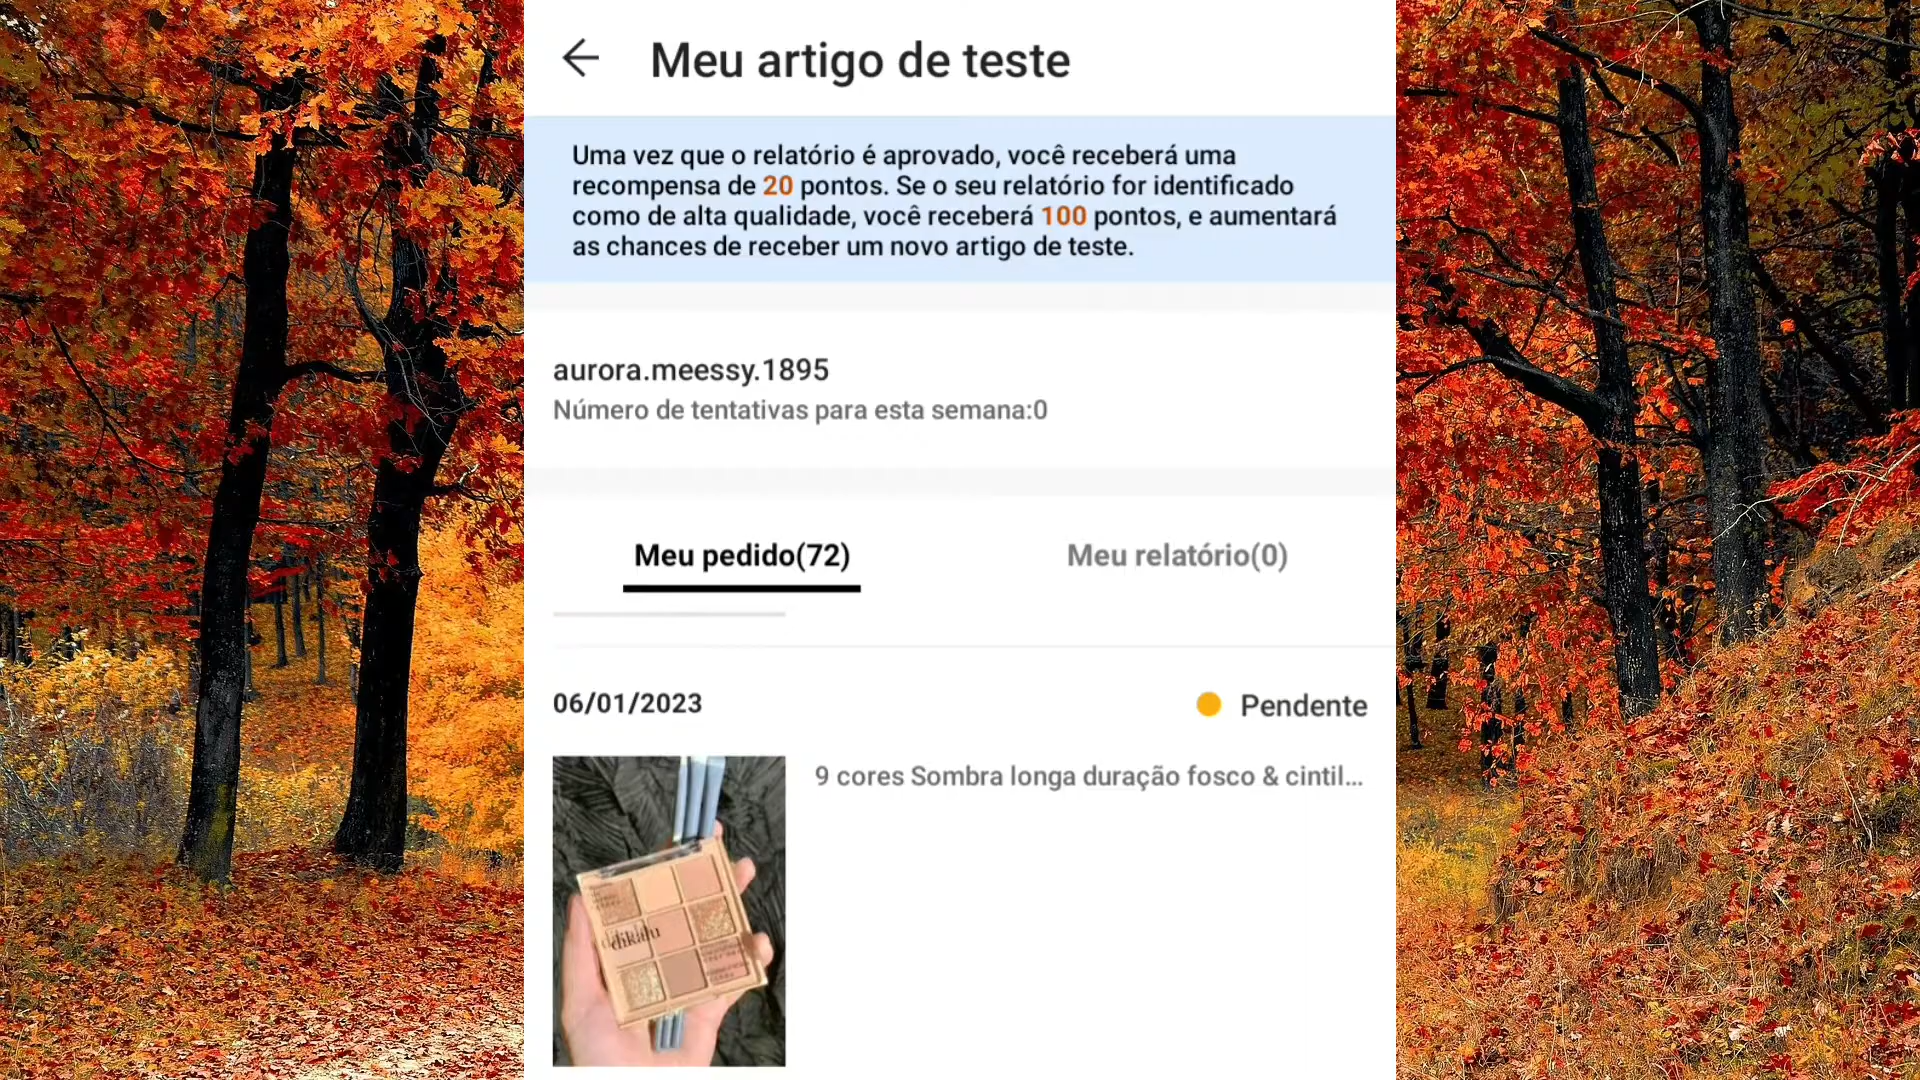 Meu artigo de teste
Uma vez que o relatório é aprovado, você receberá uma
recompensa de 20 pontos. Se o seu relatório for identificado
como de alta qualidade, você receberá 100 pontos, e aumentará
as chances de receber um novo artigo de teste.
aurora.meessy.1895
Número de tentativas para esta semana:0
Meu pedido(72)
Meu relatório(0)
06/01/2023
Pendente
9 cores Sombra longa duração fosco & cintil...
dikalu